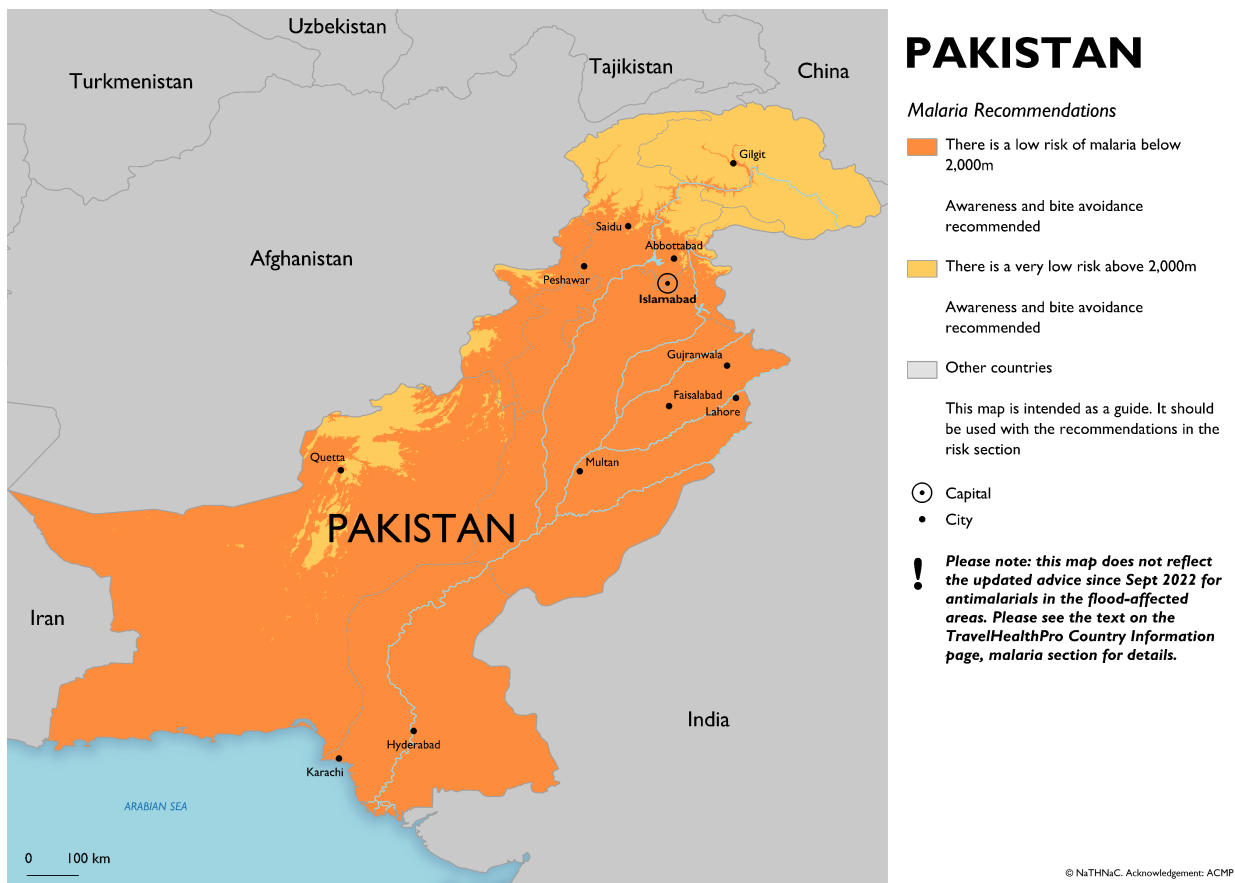 Uzbekistan
Turkmenistan
Tajikistan
China
Afghanistan
Gilgit
Saidu
Abbottabad
Peshawar
Islamabad
Gujranwala
Faisalabad
Lahore
Quetta
Multan
PAKISTAN
Iran
India
Hyderabad
Karachi
ARABIAN SEA
0 100 km
PAKISTAN
Malaria Recommendations
There is a low risk of malaria below
2,000m
Awareness and bite avoidance
recommended
There is a very low risk above 2,000m
Awareness and bite avoidance
recommended
Other countries
This map is intended as a guide. It should
be used with the recommendations in the
risk section
Capital
City
! Please note: this map does not reflect
the updated advice since Sept 2022 for
antimalarials in the flood-affected
areas. Please see the text on the
TravelHealthPro Country Information
page, malaria section for details.
© NaTHNaC. Acknowledgement: ACMP